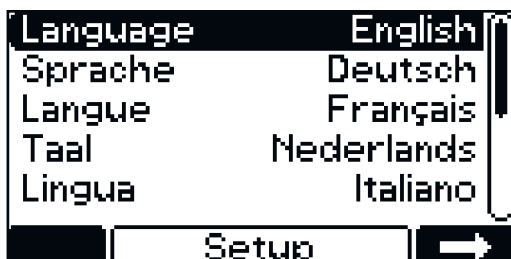 Language English
Sprache Deutsch
Langue Français
Taal Nederlands
Lingua Italiano
Setup